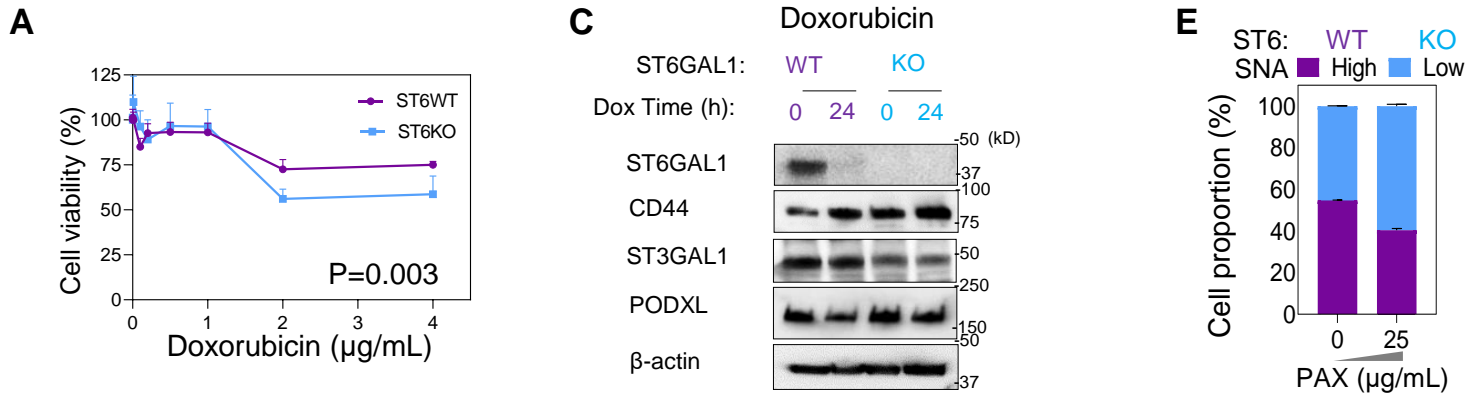 A
125
100
75
50
25
0
Cell viability (%)
ST6WT
ST6KO
P=0.003
0 1 2 3 4
Doxorubicin (µg/mL)
C
Doxorubicin
ST6GAL1: WT KO
Dox Time (h): 0 24 0 24
-50 (kD)
ST6GAL1
-37
-100
CD44
-75
ST3GAL1
-50
-250
PODXL
-150
-50
β-actin
-37
E
ST6: WT KO
SNA High Low
100
80
60
40
20
0
Cell proportion (%)
0 25
PAX (µg/mL)